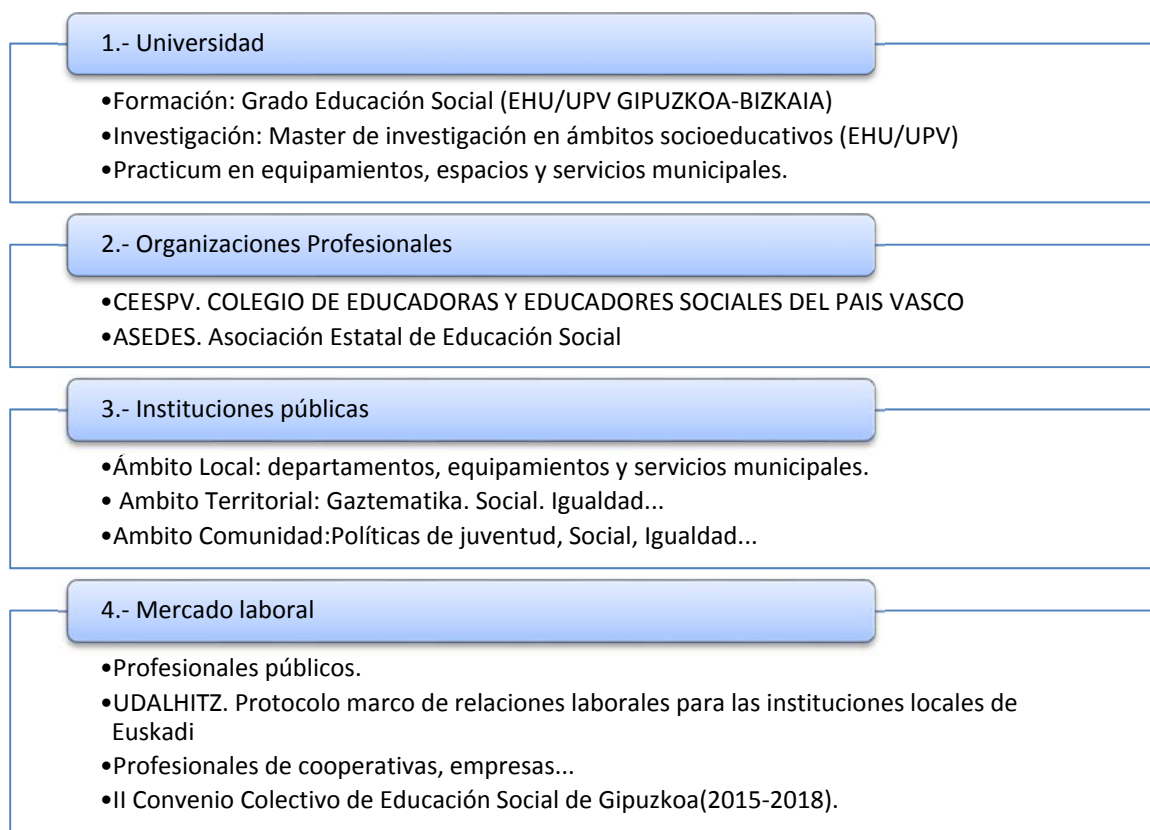 1.- Universidad
•Formación: Grado Educación Social (EHU/UPV GIPUZKOA-BIZKAIA)
•Investigación: Master de investigación en ámbitos socioeducativos (EHU/UPV)
•Practicum en equipamientos, espacios y servicios municipales.
2.- Organizaciones Profesionales
•CEESPV. COLEGIO DE EDUCADORAS Y EDUCADORES SOCIALES DEL PAIS VASCO
•ASEDES. Asociación Estatal de Educación Social
3.- Instituciones públicas
•Ámbito Local: departamentos, equipamientos y servicios municipales.
• Ambito Territorial: Gaztematika. Social. Igualdad...
•Ambito Comunidad:Políticas de juventud, Social, Igualdad...
4.- Mercado laboral
•Profesionales públicos.
•UDALHITZ. Protocolo marco de relaciones laborales para las instituciones locales de
Euskadi
•Profesionales de cooperativas, empresas...
•II Convenio Colectivo de Educación Social de Gipuzkoa(2015-2018).